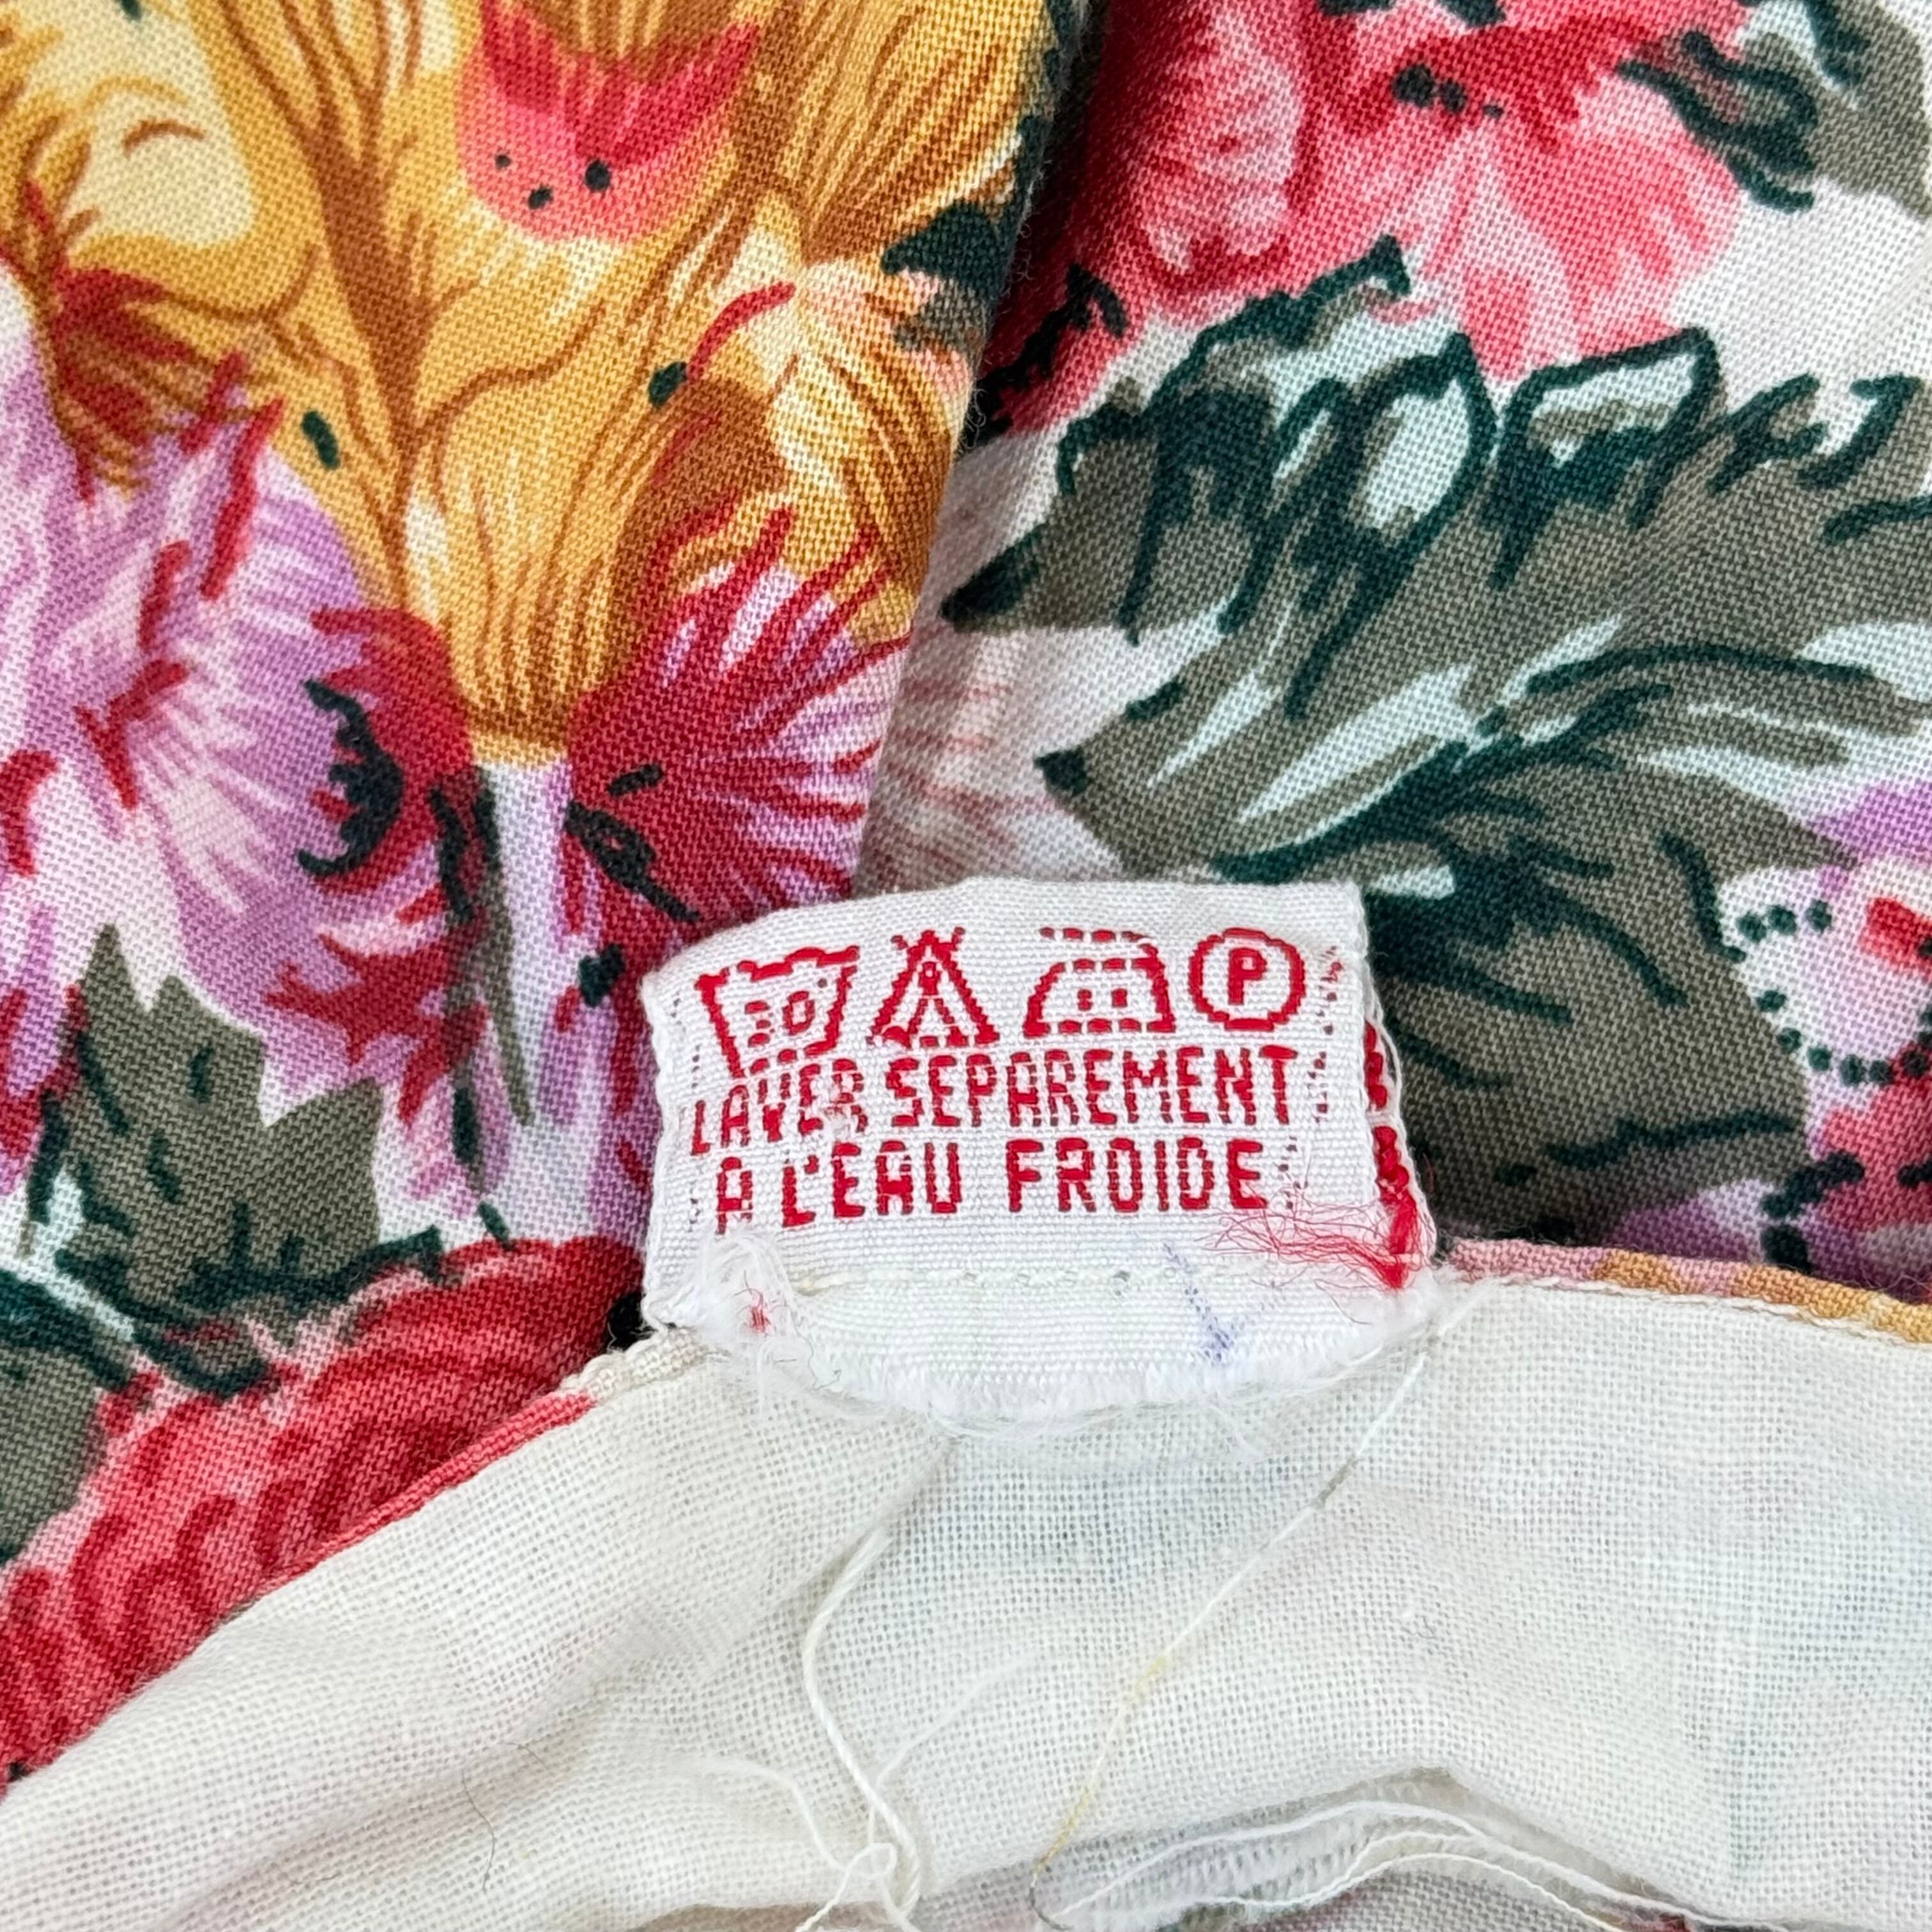 30° P
LAVER SEPAREMENT
A L'EAU FROIDE